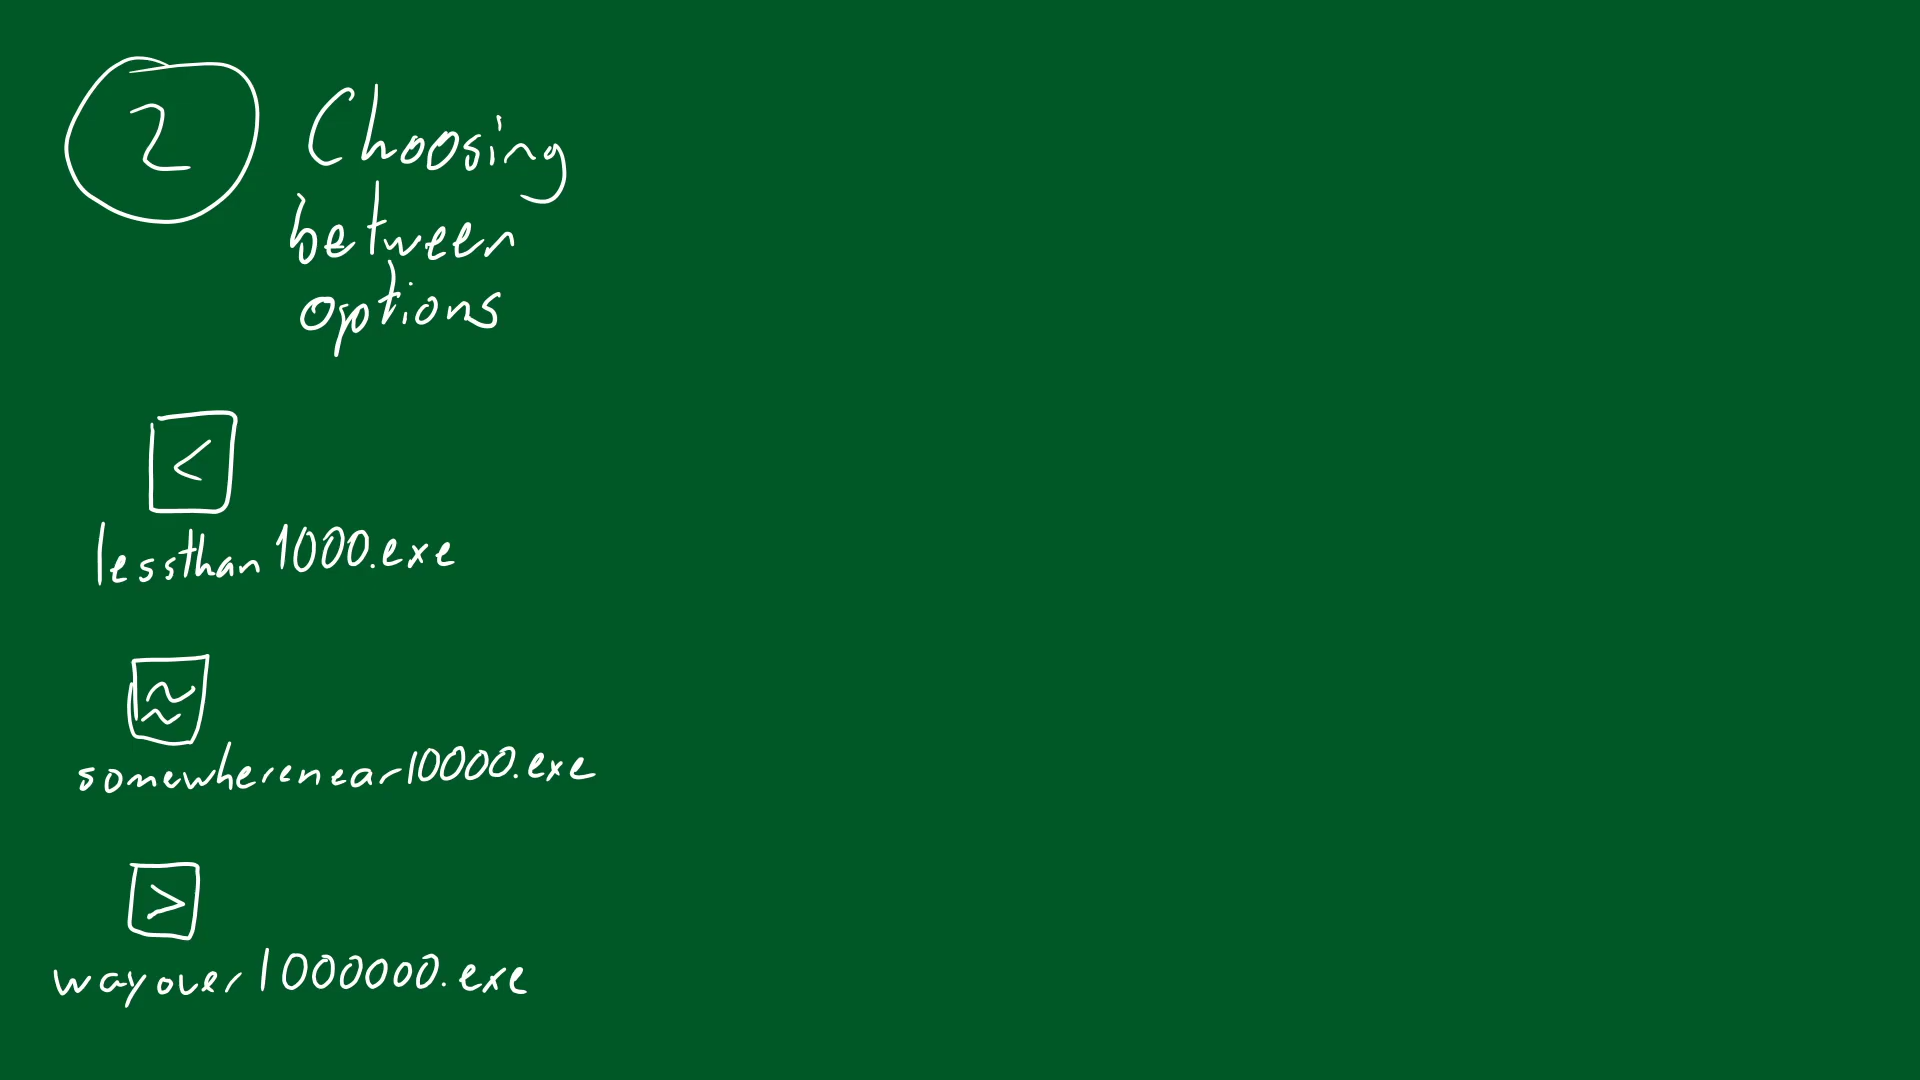 2
Choosing
between
options
<
lessthan1000.exe
≈
somewherenear10000.exe
>
wayover1000000.exe